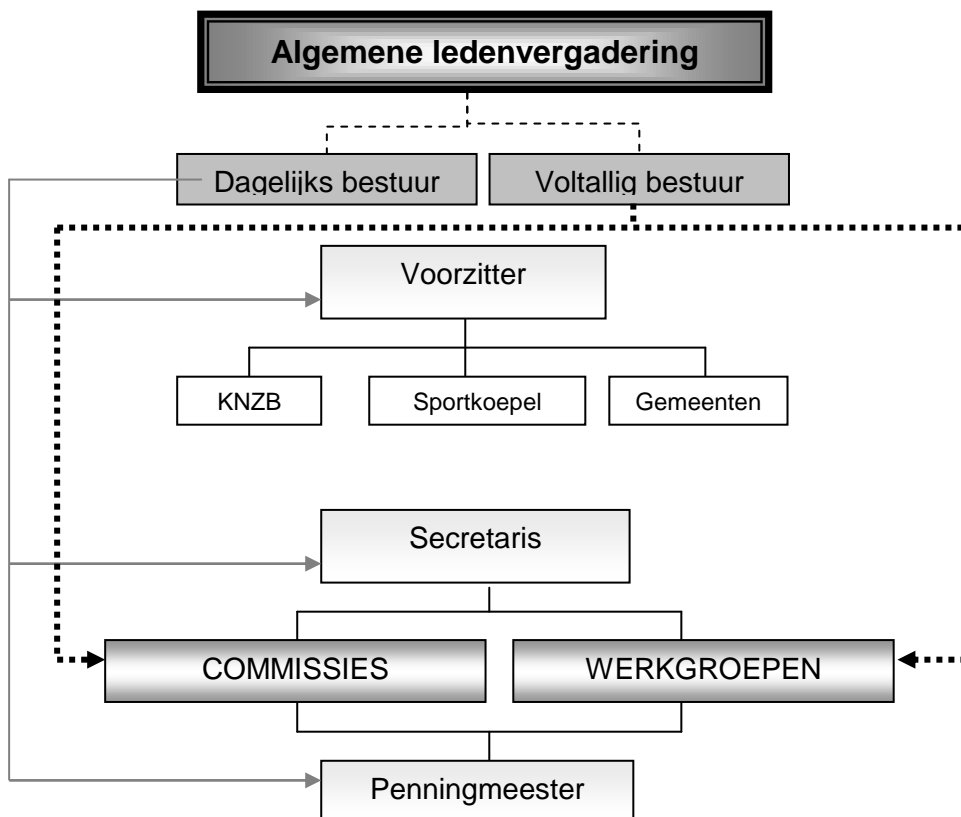 Algemene ledenvergadering
Dagelijks bestuur
Voltallig bestuur
Voorzitter
KNZB
Sportkoepel
Gemeenten
Secretaris
COMMISSIES
WERKGROEPEN
Penningmeester